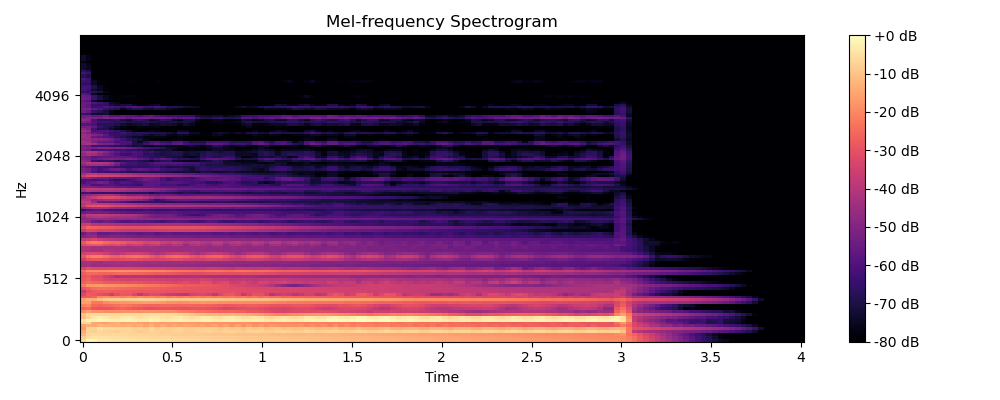 Mel-frequency Spectrogram
+0 dB
-10 dB
-20 dB
-30 dB
-40 dB
-50 dB
-60 dB
-70 dB
-80 dB
Hz
4096
2048
1024
512
0
0 0.5 1 1.5 2 2.5 3 3.5 4
Time